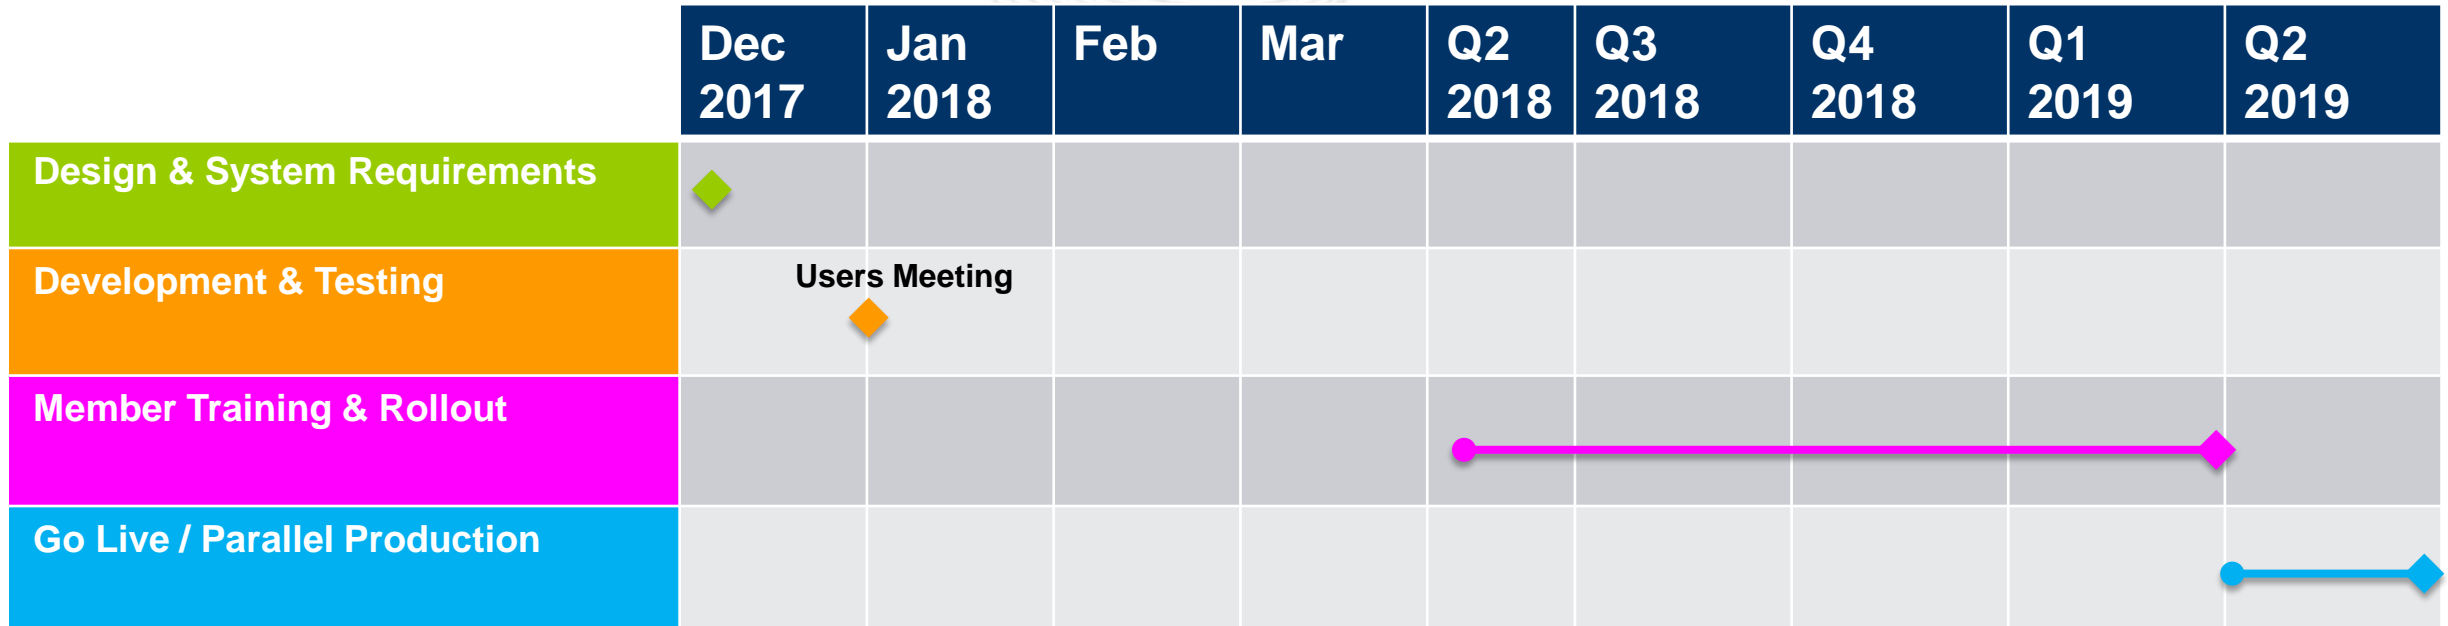 Dec
2017
Jan
2018
Feb
Mar
Q2
2018
Q3
2018
Q4
2018
Q1
2019
Q2
2019
Design & System Requirements
Development & Testing
Users Meeting
Member Training & Rollout
Go Live / Parallel Production